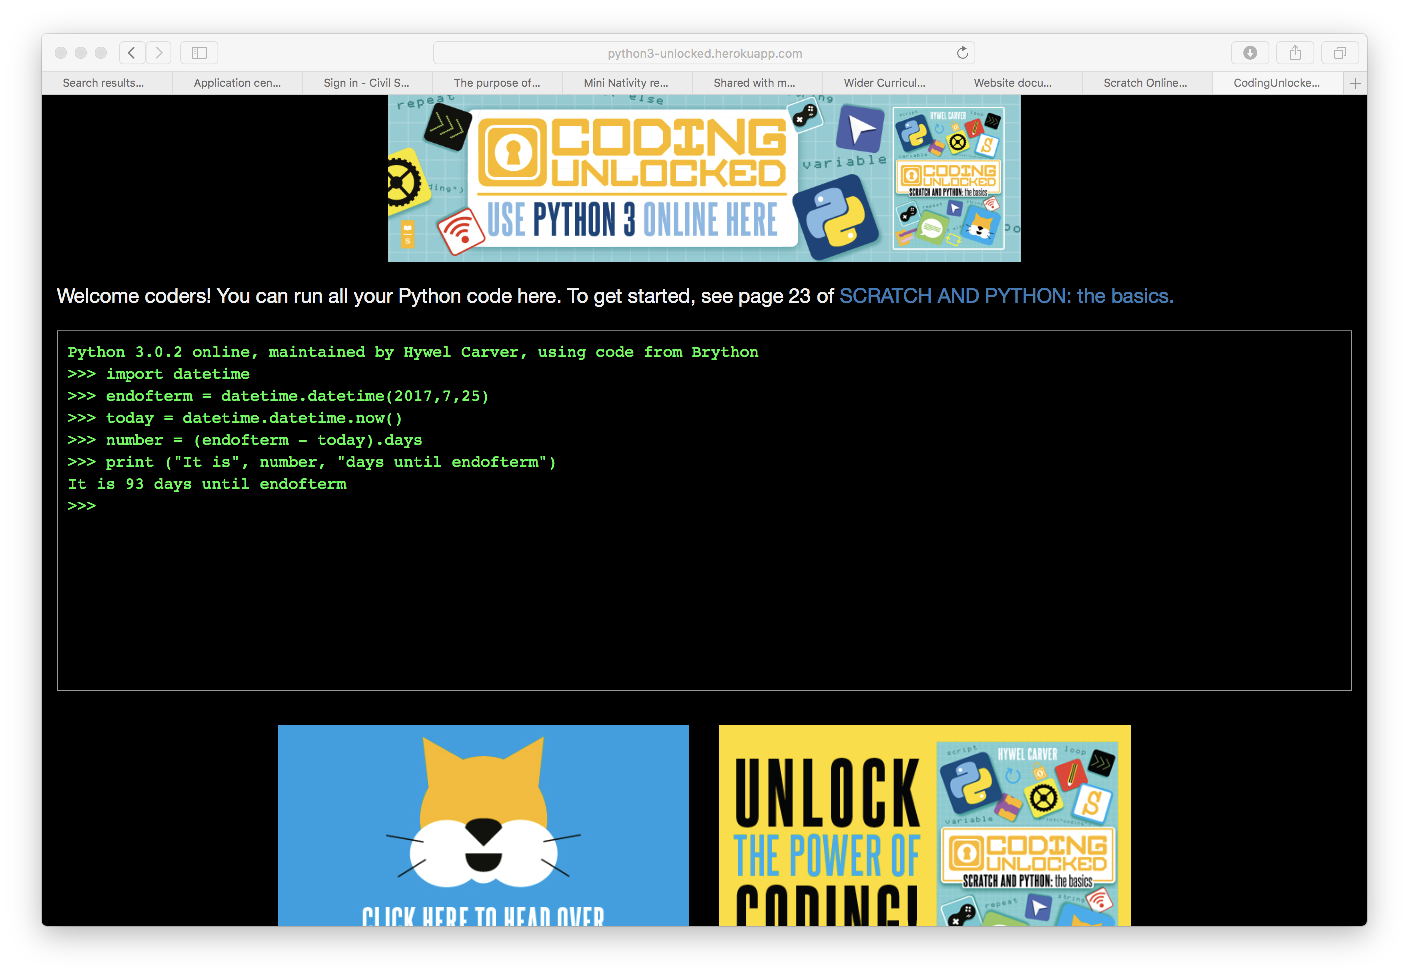 python3-unlocked.herokuapp.com
Search results...
Application cen...
Sign in - Civil S...
The purpose of...
Mini Nativity re...
Shared with m...
Wider Curricul...
Website docu...
Scratch Online...
CodingUnlocke...
repeat
else
variable
CODING
UNLOCKED
USE PYTHON 3 ONLINE HERE
HYWEL CARVER
CODING
UNLOCKED
SCRATCH AND PYTHON: the basics
Welcome coders! You can run all your Python code here. To get started, see page 23 of SCRATCH AND PYTHON: the basics.
Python 3.0.2 online, maintained by Hywel Carver, using code from Brython
>>> import datetime
>>> endofterm = datetime.datetime(2017,7,25)
>>> today = datetime.datetime.now()
>>> number = (endofterm - today).days
>>> print ("It is", number, "days until endofterm")
It is 93 days until endofterm
>>>
CLICK HERE TO HEAD OVER
UNLOCK
THE POWER OF
CODING!
script
HYWEL CARVER
loop
variable
CODING
UNLOCKED
SCRATCH AND PYTHON: the basics
repeat
string